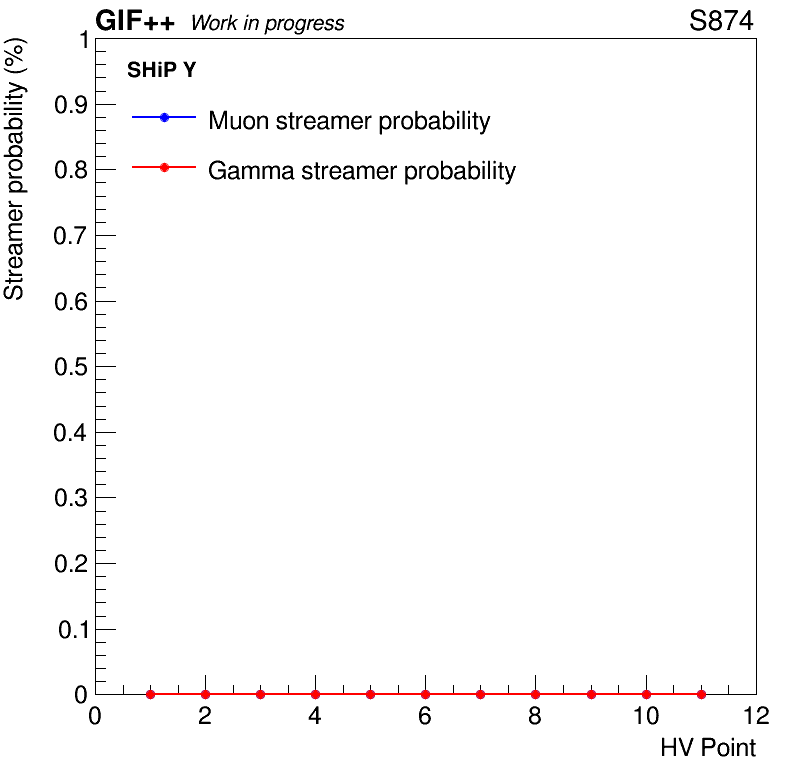 GIF++ Work in progress S874
SHiP Y
Muon streamer probability
Gamma streamer probability
Streamer probability (%)
1
0.9
0.8
0.7
0.6
0.5
0.4
0.3
0.2
0.1
0
0 2 4 6 8 10 12
HV Point